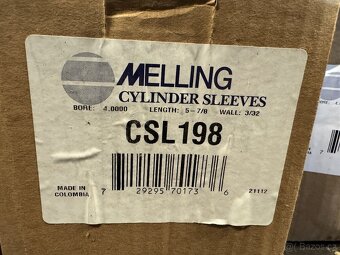 MELLING
CYLINDER SLEEVES
BORE: 4.0000 LENGTH: 5-7/8 WALL: 3/32
CSL198
MADE IN
COLOMBIA
7 29295 70173 6
21112